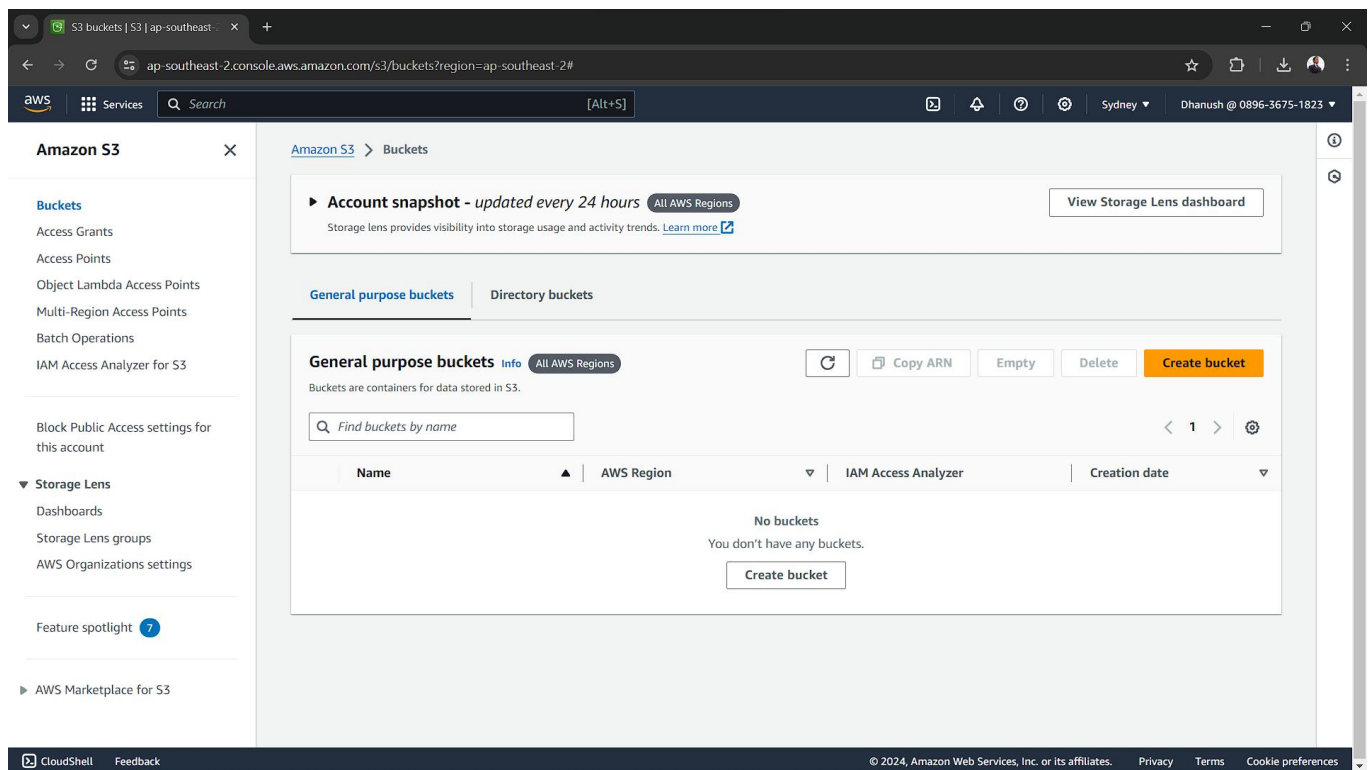 S3 buckets | S3 | ap-southeast-2
ap-southeast-2.console.aws.amazon.com/s3/buckets?region=ap-southeast-2#
aws Services Search [Alt+S] Sydney Dhanush @ 0896-3675-1823
Amazon S3
Buckets
Access Grants
Access Points
Object Lambda Access Points
Multi-Region Access Points
Batch Operations
IAM Access Analyzer for S3
Block Public Access settings for
this account
Storage Lens
Dashboards
Storage Lens groups
AWS Organizations settings
Feature spotlight 7
AWS Marketplace for S3
Amazon S3 > Buckets
Account snapshot - updated every 24 hours All AWS Regions
View Storage Lens dashboard
Storage lens provides visibility into storage usage and activity trends. Learn more
General purpose buckets Directory buckets
General purpose buckets Info All AWS Regions
Copy ARN Empty Delete Create bucket
Buckets are containers for data stored in S3.
Find buckets by name
1
Name AWS Region IAM Access Analyzer Creation date
No buckets
You don't have any buckets.
Create bucket
CloudShell Feedback © 2024, Amazon Web Services, Inc. or its affiliates. Privacy Terms Cookie preferences